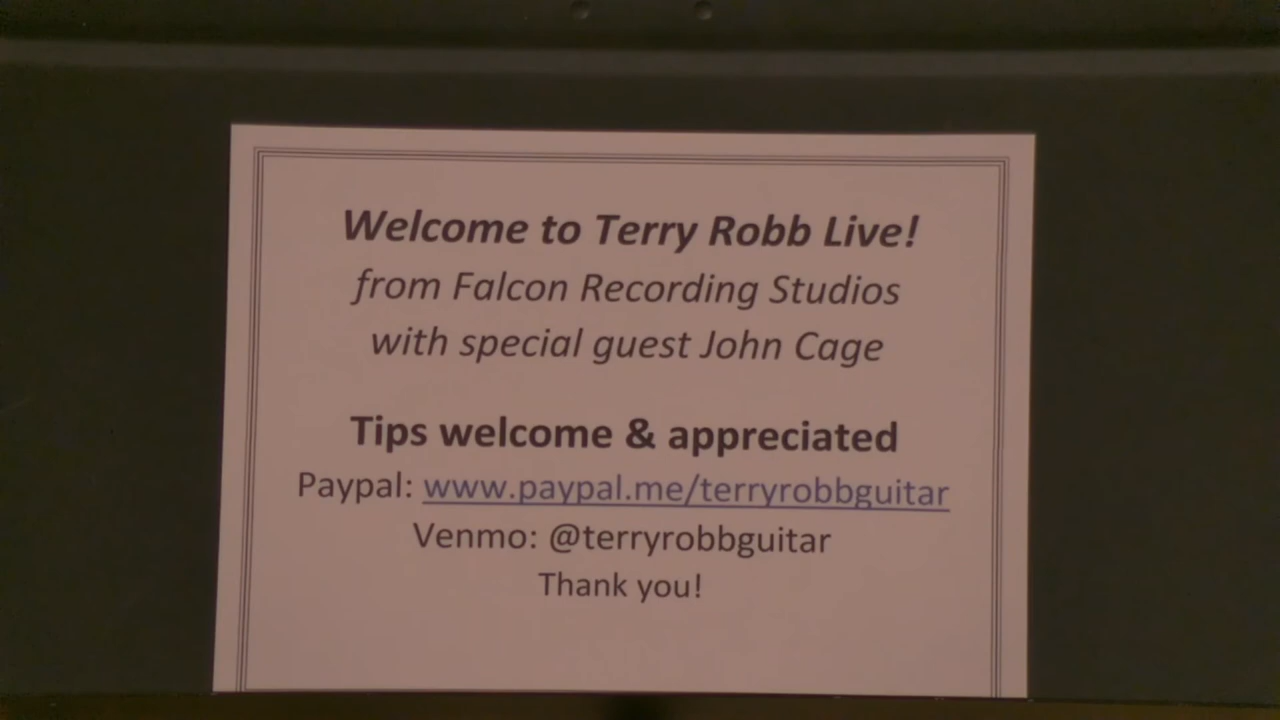 Welcome to Terry Robb Live!
from Falcon Recording Studios
with special guest John Cage
Tips welcome & appreciated
Paypal: www.paypal.me/terryrobbguitar
Venmo: @terryrobbguitar
Thank you!